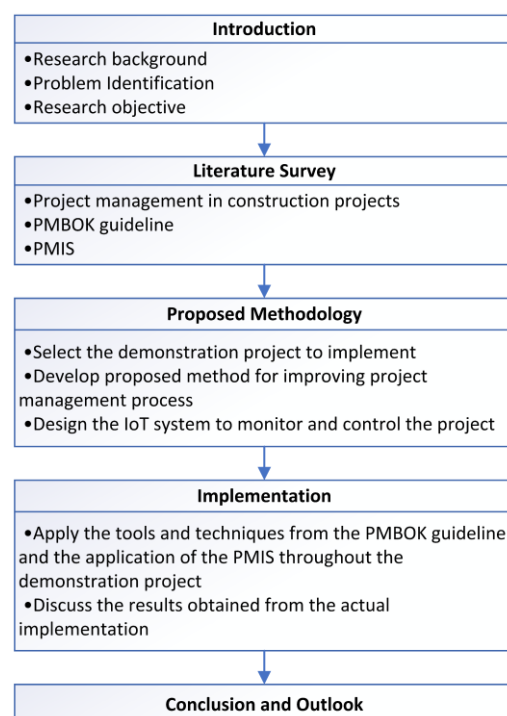 Introduction
•Research background
•Problem Identification
•Research objective
Literature Survey
•Project management in construction projects
•PMBOK guideline
•PMIS
Proposed Methodology
•Select the demonstration project to implement
•Develop proposed method for improving project
management process
•Design the IoT system to monitor and control the project
Implementation
•Apply the tools and techniques from the PMBOK guideline
and the application of the PMIS throughout the
demonstration project
•Discuss the results obtained from the actual
implementation
Conclusion and Outlook